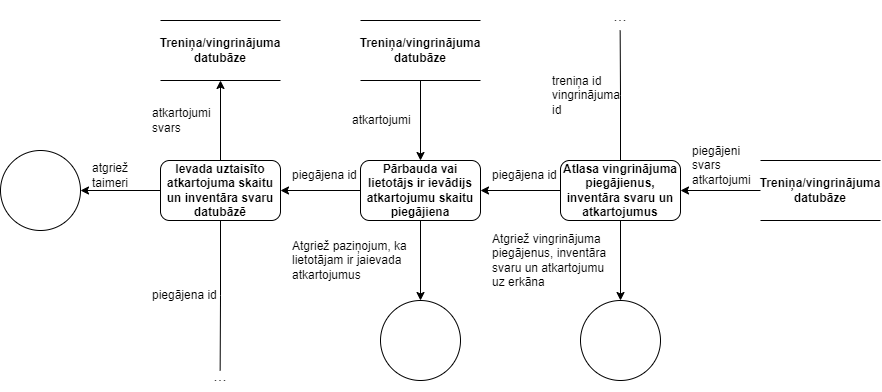 ...
Treniņa/vingrinājuma
datubāze
Treniņa/vingrinājuma
datubāze
treniņa id
vingrinājuma
id
atkartojumi
svars
atkartojumi
piegājeni
svars
atkartojumi
atgriež
taimeri
Ievada uztaisīto
atkartojuma skaitu
un inventāra svaru
datubāzē
piegājena id
Pārbauda vai
lietotājs ir ievādijs
atkartojumu skaitu
piegājiena
piegājena id
Atlasa vingrinājuma
piegājienus,
inventāra svaru un
atkartojumus
Treniņa/vingrinājuma
datubāze
Atgriež paziņojum, ka
lietotājam ir jaievada
atkartojumus
Atgriež vingrinājuma
piegājenus, inventāra
svaru un atkartojumu
uz erkāna
piegājena id
...